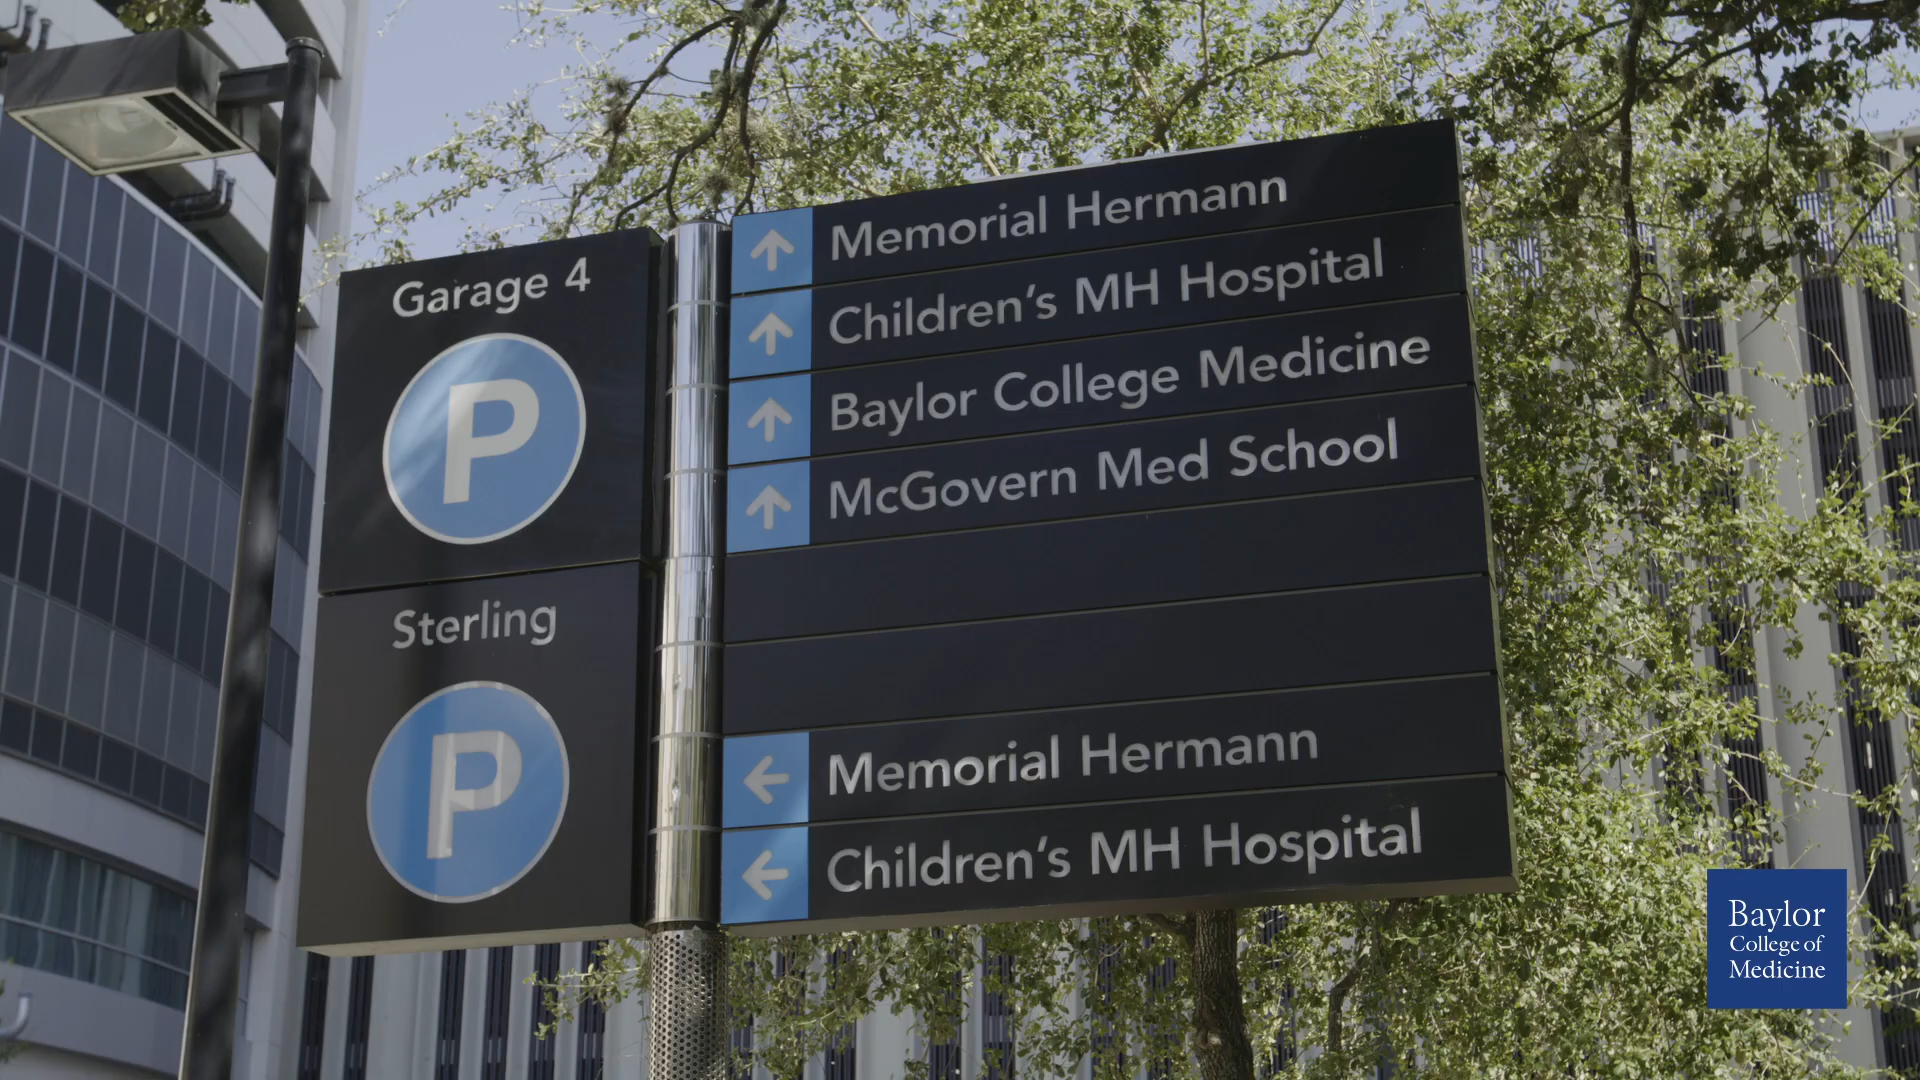 Garage 4
P
Sterling
P
↑ Memorial Hermann
↑ Children's MH Hospital
↑ Baylor College Medicine
↑ McGovern Med School
← Memorial Hermann
← Children's MH Hospital
Baylor
College of
Medicine